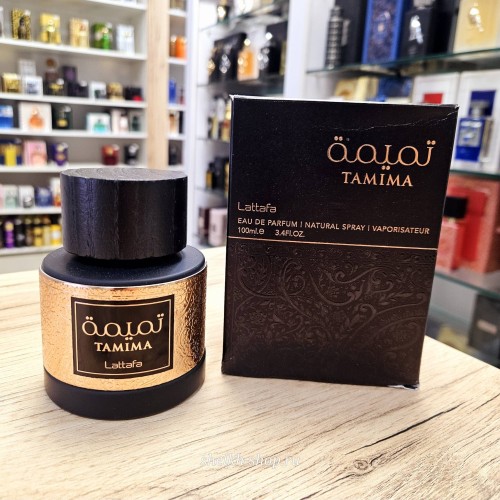 تميمة
TAMIMA
Lattafa
تميمة
TAMIMA
Lattafa
EAU DE PARFUM | NATURAL SPRAY | VAPORISATEUR
100ml.e 3.4FL.OZ.